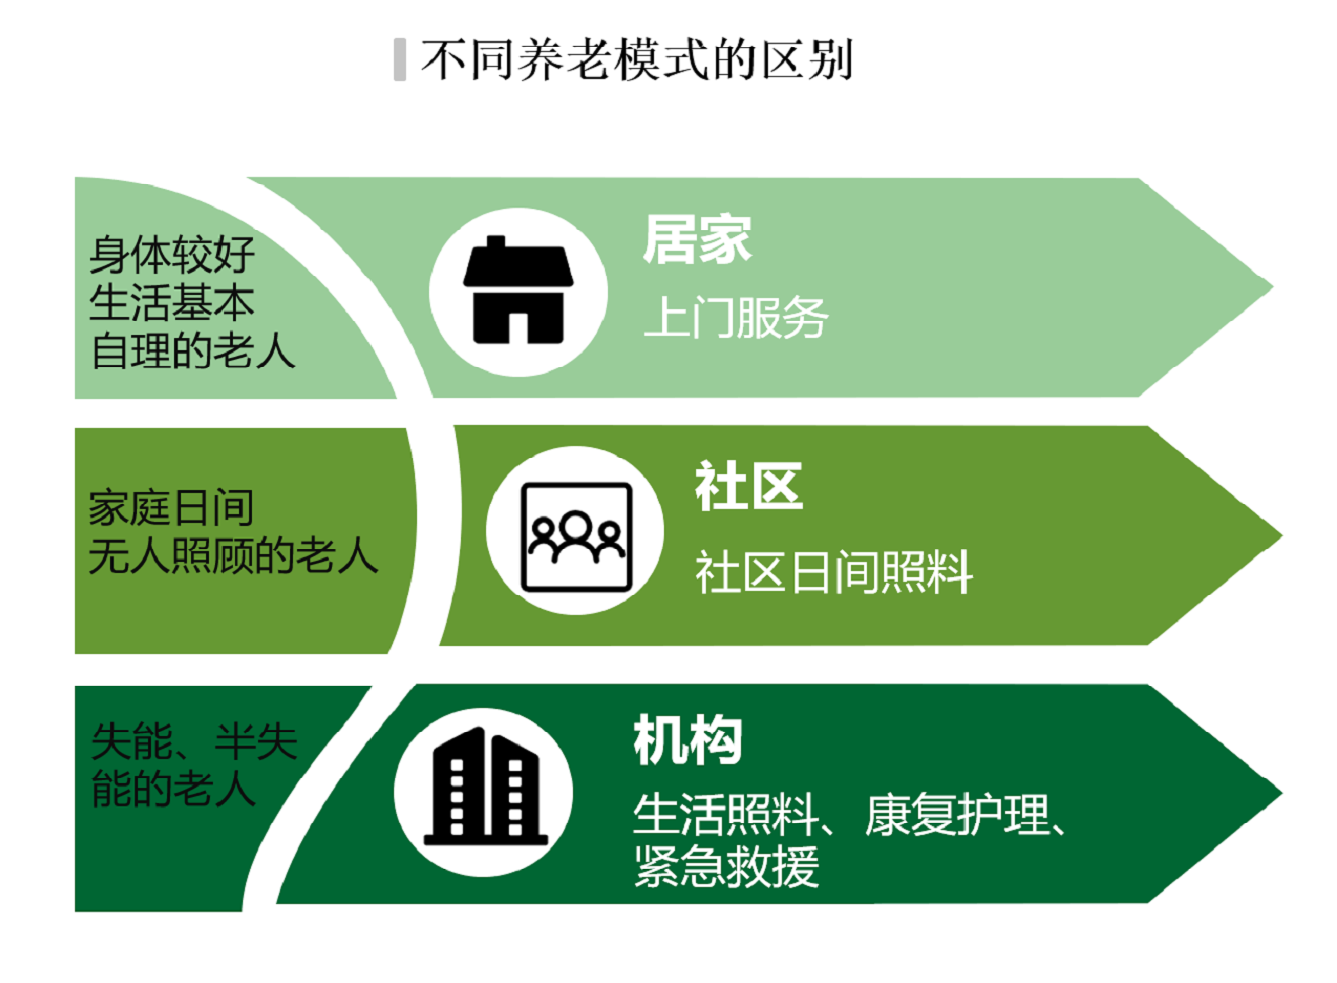 不同养老模式的区别
身体较好
生活基本
自理的老人
居家
上门服务
家庭日间
无人照顾的老人
社区
社区日间照料
失能、半失
能的老人
机构
生活照料、康复护理、
紧急救援